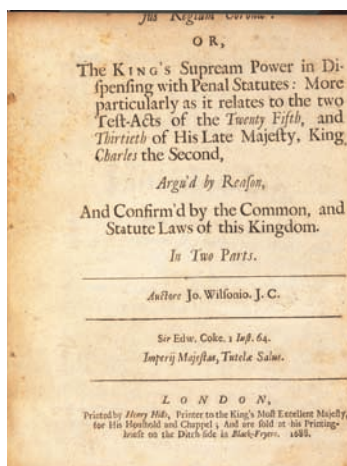 Jus Regium Coronæ:
OR,
The KING's Supream Power in Di-
ſpenſing with Penal Statutes: More
particularly as it relates to the two
Teſt-Acts of the Twenty Fifth, and
Thirtieth of His Late Majeſty, King
Charles the Second,
Argu'd by Reaſon,
And Confirm'd by the Common, and
Statute Laws of this Kingdom.
In Two Parts.
Auctore Jo. Wilſonio. J. C.
Sir Edw. Coke. 1 Inſt. 64.
Imperij Majeſtas, Tutelæ Salus.
LONDON,
Printed by Henry Hills, Printer to the King's Moſt Excellent Majeſty,
for His Houſhold and Chappel; And are ſold at his Printing-
houſe on the Ditch-ſide in Black-Fryers. 1688.